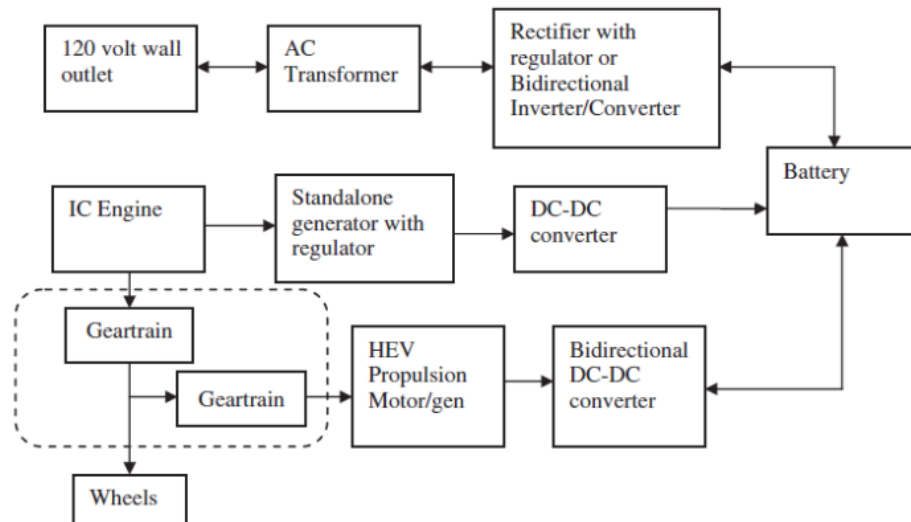 120 volt wall
outlet
AC
Transformer
Rectifier with
regulator or
Bidirectional
Inverter/Converter
Battery
IC Engine
Standalone
generator with
regulator
DC-DC
converter
Geartrain
Geartrain
HEV
Propulsion
Motor/gen
Bidirectional
DC-DC
converter
Wheels